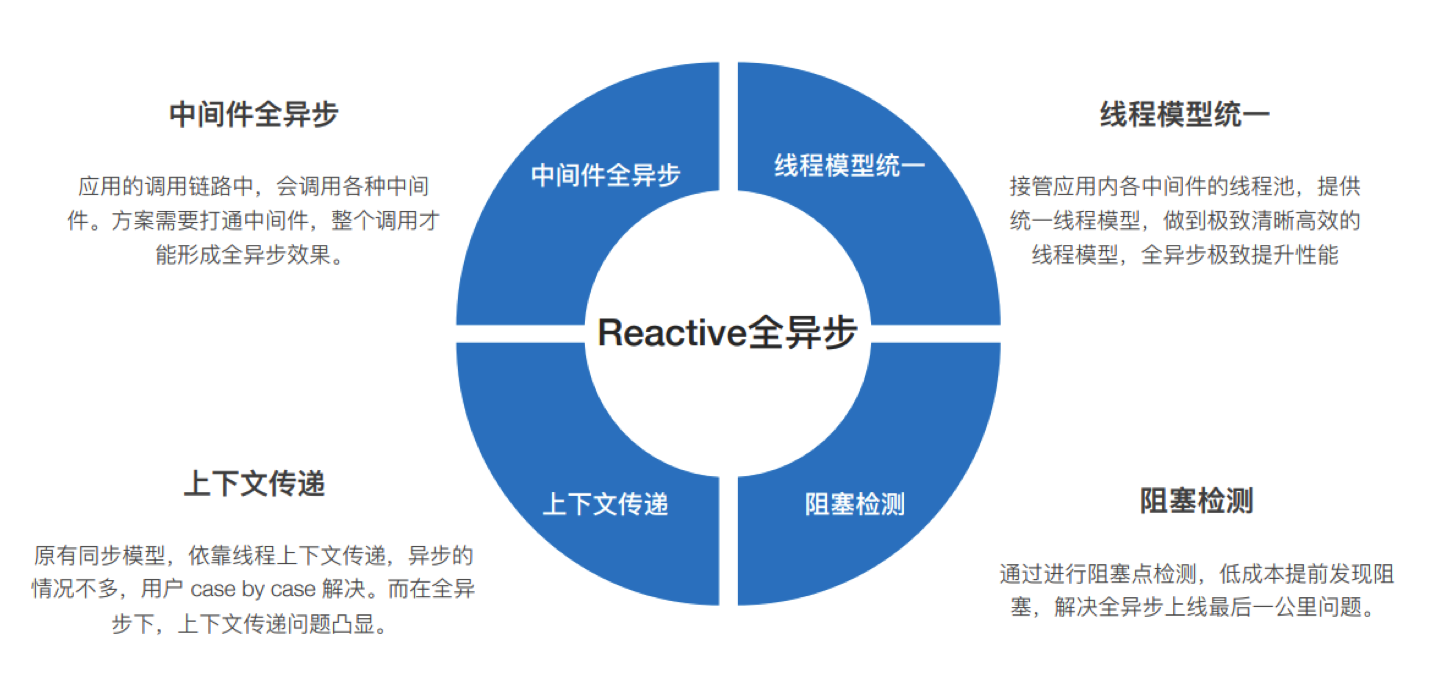 中间件全异步
应用的调用链路中，会调用各种中间
件。方案需要打通中间件，整个调用才
能形成全异步效果。
中间件全异步
线程模型统一
线程模型统一
接管应用内各中间件的线程池，提供
统一线程模型，做到极致清晰高效的
线程模型，全异步极致提升性能
Reactive全异步
上下文传递
原有同步模型，依靠线程上下文传递，异步的
情况不多，用户 case by case 解决。而在全异
步下，上下文传递问题凸显。
上下文传递
阻塞检测
阻塞检测
通过进行阻塞点检测，低成本提前发现阻
塞，解决全异步上线最后一公里问题。